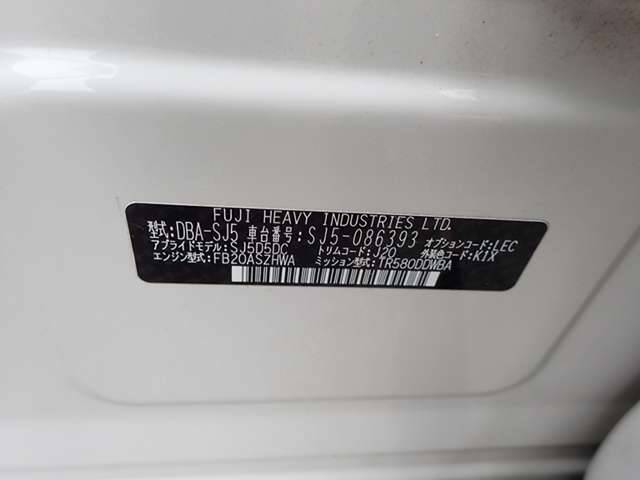 FUJI HEAVY INDUSTRIES LTD.
型式:DBA-SJ5 車台番号:SJ5-086393 オプションコード:LEC
アプライドモデル:SJ5D5DC トリムコード:J20 外装色コード:K1X
エンジン型式:FB20ASZHWA ミッション型式:TR580DDWBA